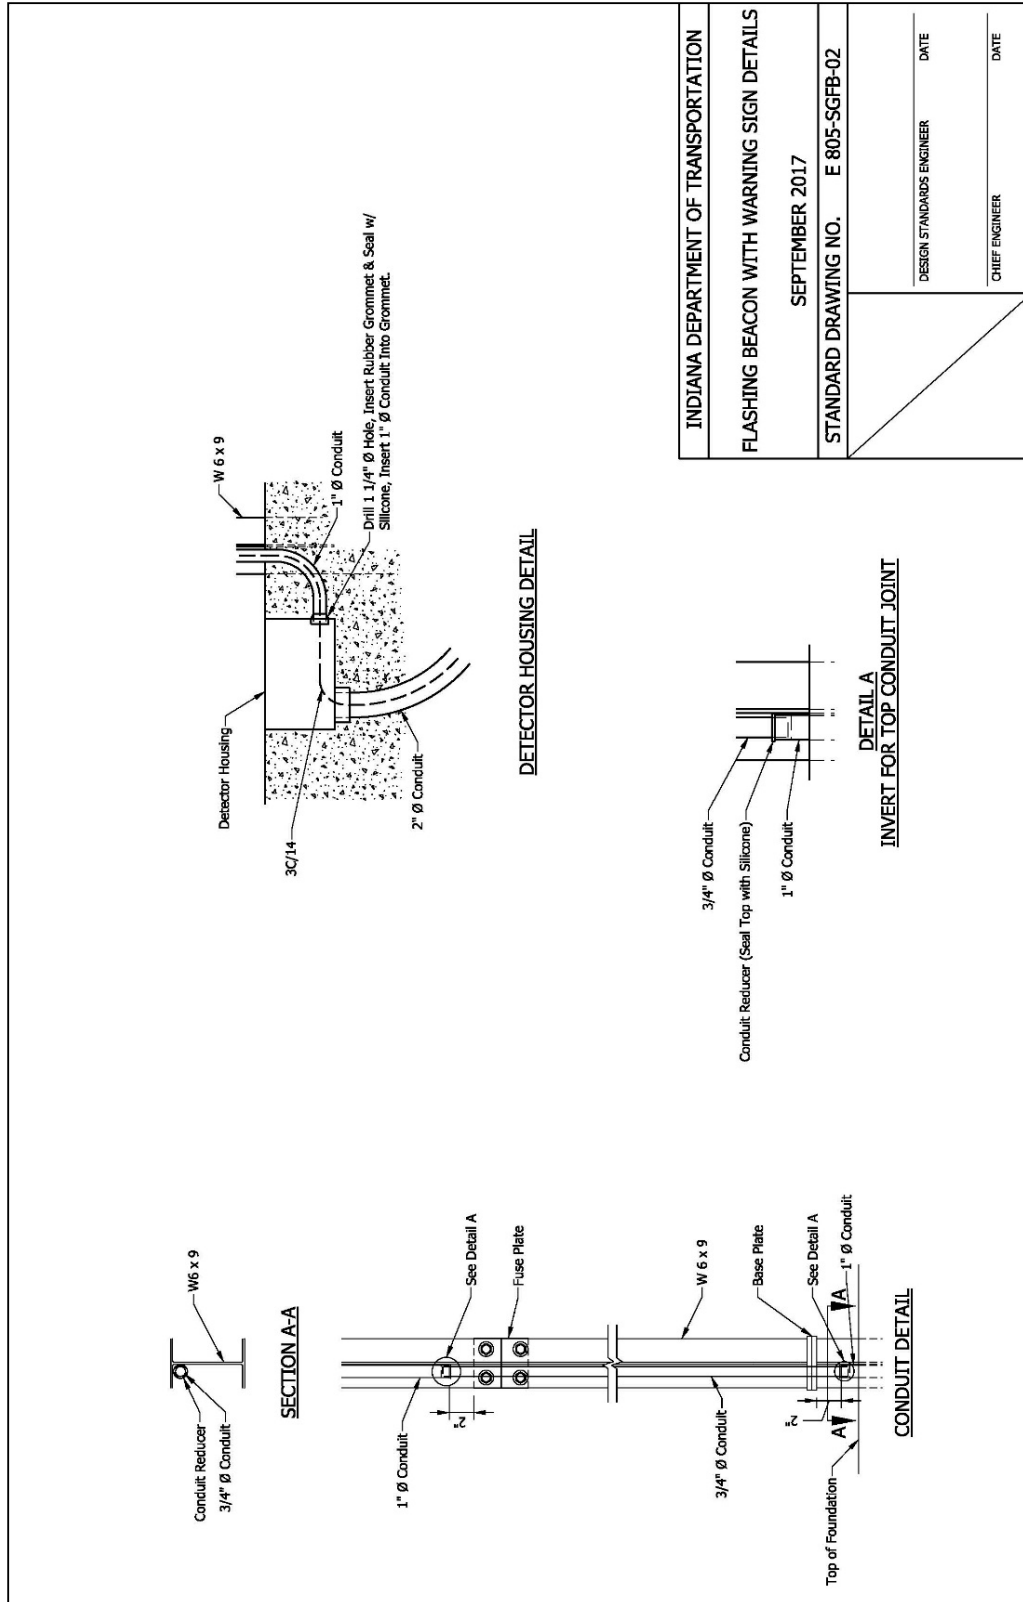 Conduit Reducer
3/4" Ø Conduit
W6 x 9
SECTION A-A
1" Ø Conduit
2"
See Detail A
Fuse Plate
3/4" Ø Conduit
W 6 x 9
Base Plate
See Detail A
1" Ø Conduit
2"
A
A
Top of Foundation
CONDUIT DETAIL
Detector Housing
W 6 x 9
3C/14
1" Ø Conduit
Drill 1 1/4" Ø Hole, Insert Rubber Grommet & Seal w/
Silicone, Insert 1" Ø Conduit Into Grommet.
2" Ø Conduit
DETECTOR HOUSING DETAIL
3/4" Ø Conduit
Conduit Reducer (Seal Top with Silicone)
1" Ø Conduit
DETAIL A
INVERT FOR TOP CONDUIT JOINT
INDIANA DEPARTMENT OF TRANSPORTATION
FLASHING BEACON WITH WARNING SIGN DETAILS
SEPTEMBER 2017
STANDARD DRAWING NO. E 805-SGFB-02
DESIGN STANDARDS ENGINEER DATE
CHIEF ENGINEER DATE